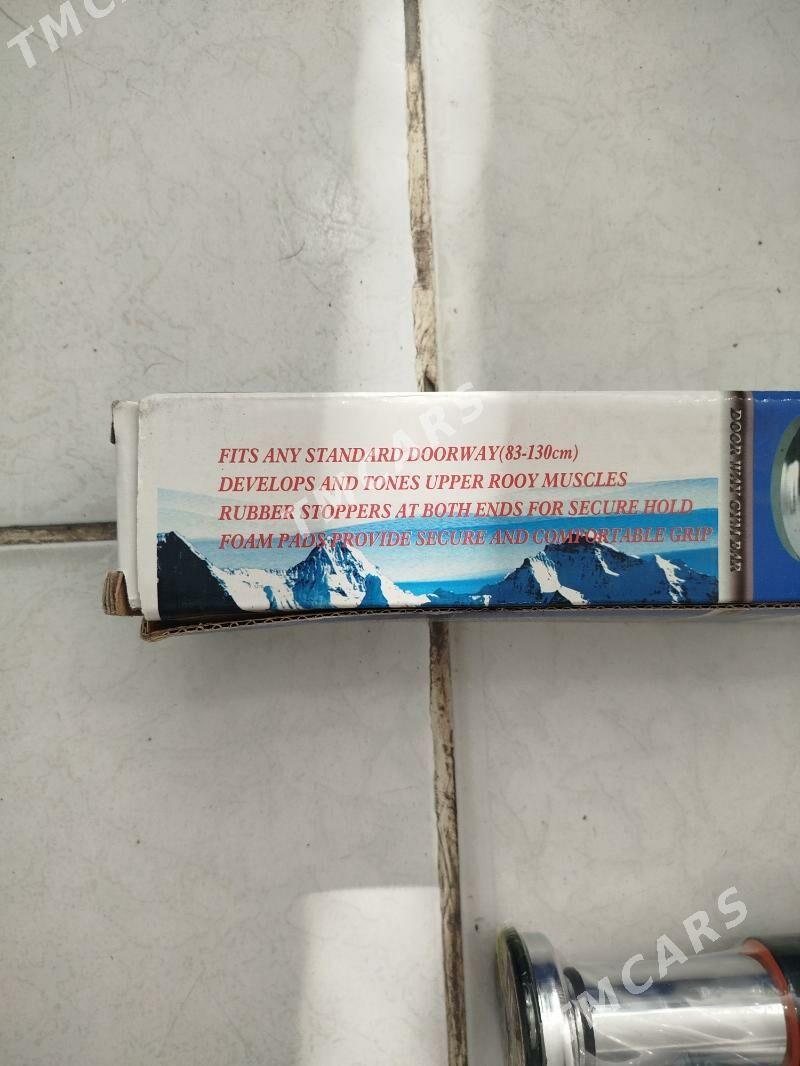 FITS ANY STANDARD DOORWAY(83-130cm)
DEVELOPS AND TONES UPPER ROOY MUSCLES
RUBBER STOPPERS AT BOTH ENDS FOR SECURE HOLD
FOAM PADS PROVIDE SECURE AND COMFORTABLE GRIP
DOOR WAY GYM BAR
TMCARS
TMCARS
TMCARS